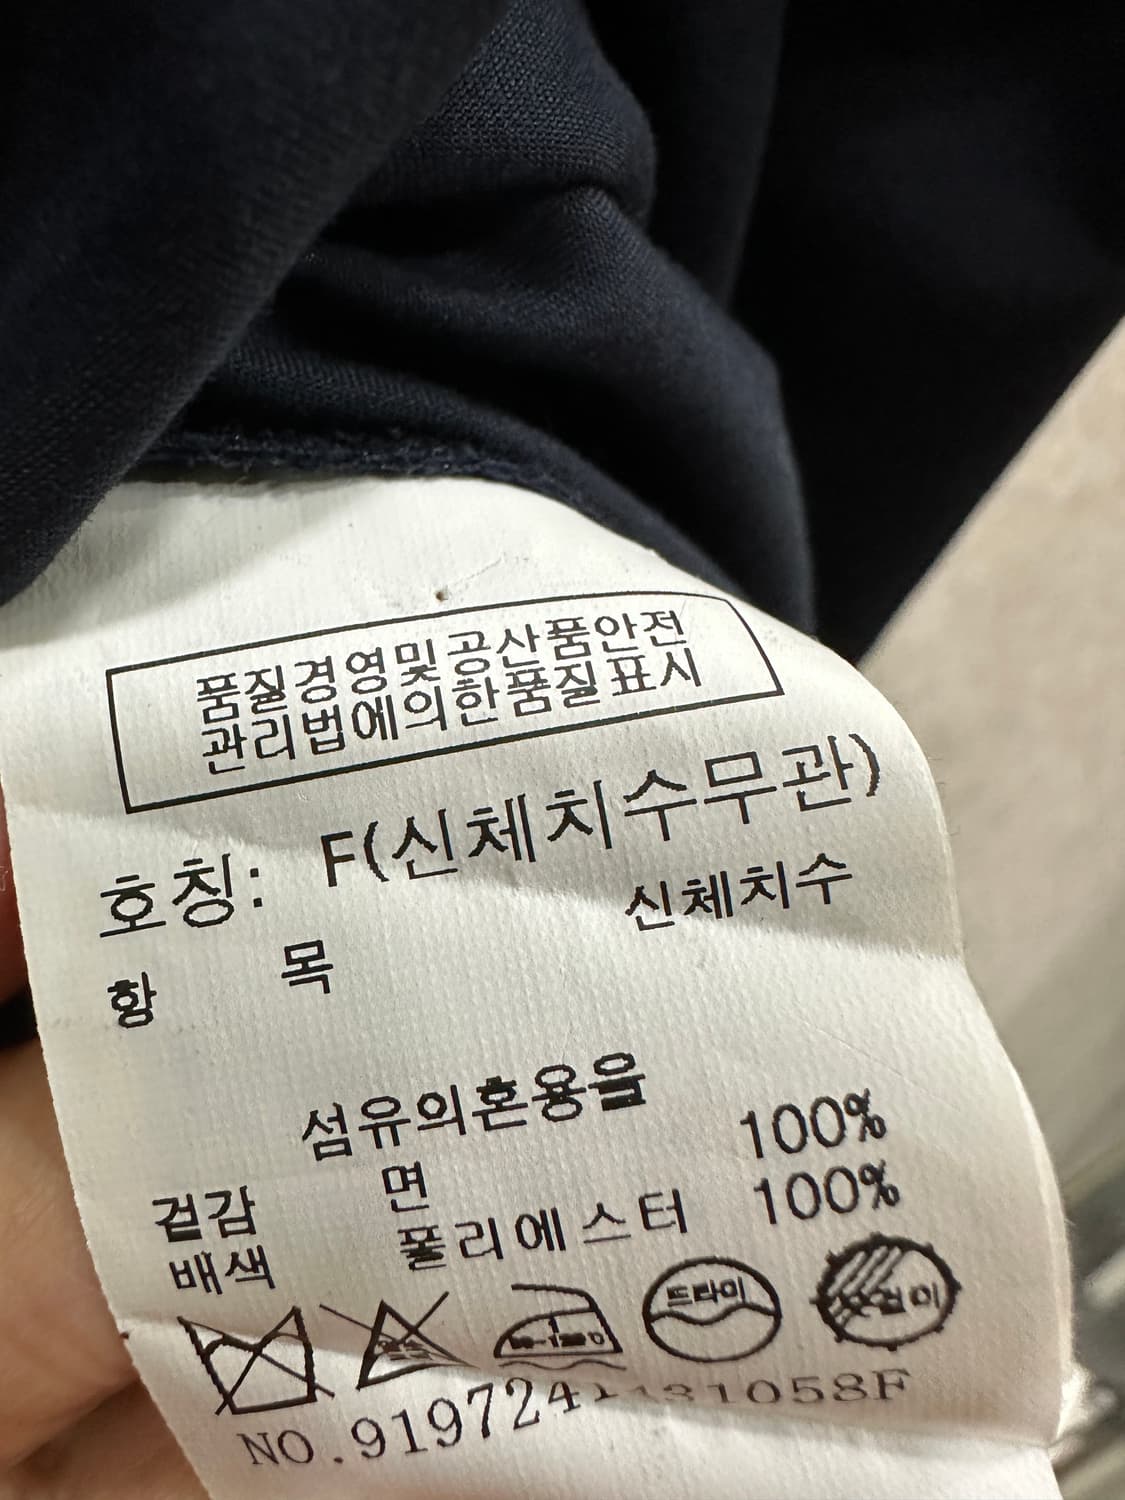 품질경영및공산품안전
관리법에의한품질표시
호칭: F(신체치수무관)
항 목 신체치수
섬유의혼용율
겉감 면 100%
배색 폴리에스터 100%
드라이
NO.919724